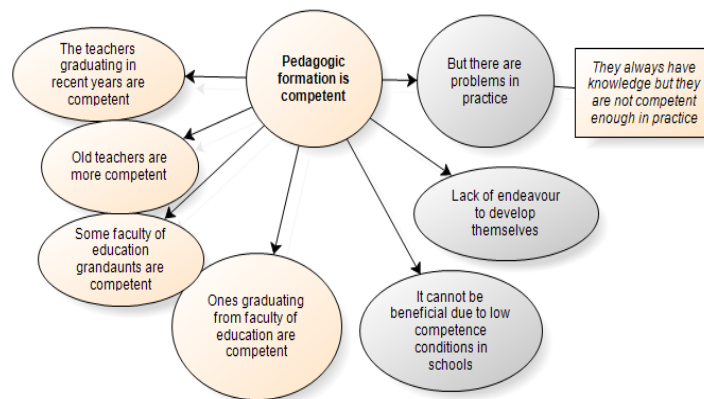 The teachers
graduating in
recent years are
competent
Pedagogic
formation is
competent
But there are
problems in
practice
They always have
knowledge but they
are not competent
enough in practice
Old teachers are
more competent
Lack of endeavour
to develop
themselves
Some faculty of
education
grandaunts are
competent
Ones graduating
from faculty of
education are
competent
It cannot be
beneficial due to low
competence
conditions in
schools